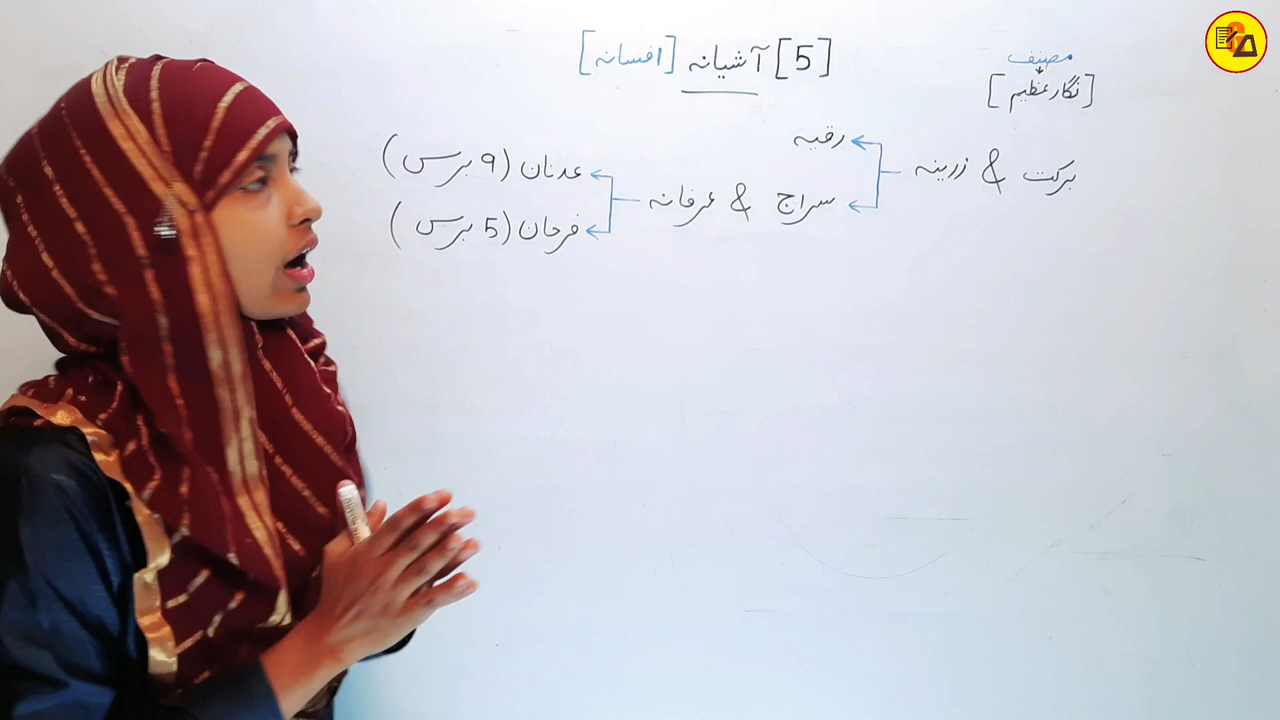 [5] آشیانہ [افسانہ]
مصنف
[نگار عظیم]
برکت & زرینہ
رقیہ
سراج & عرفانہ
عدنان (9 برس)
فرحان (5 برس)